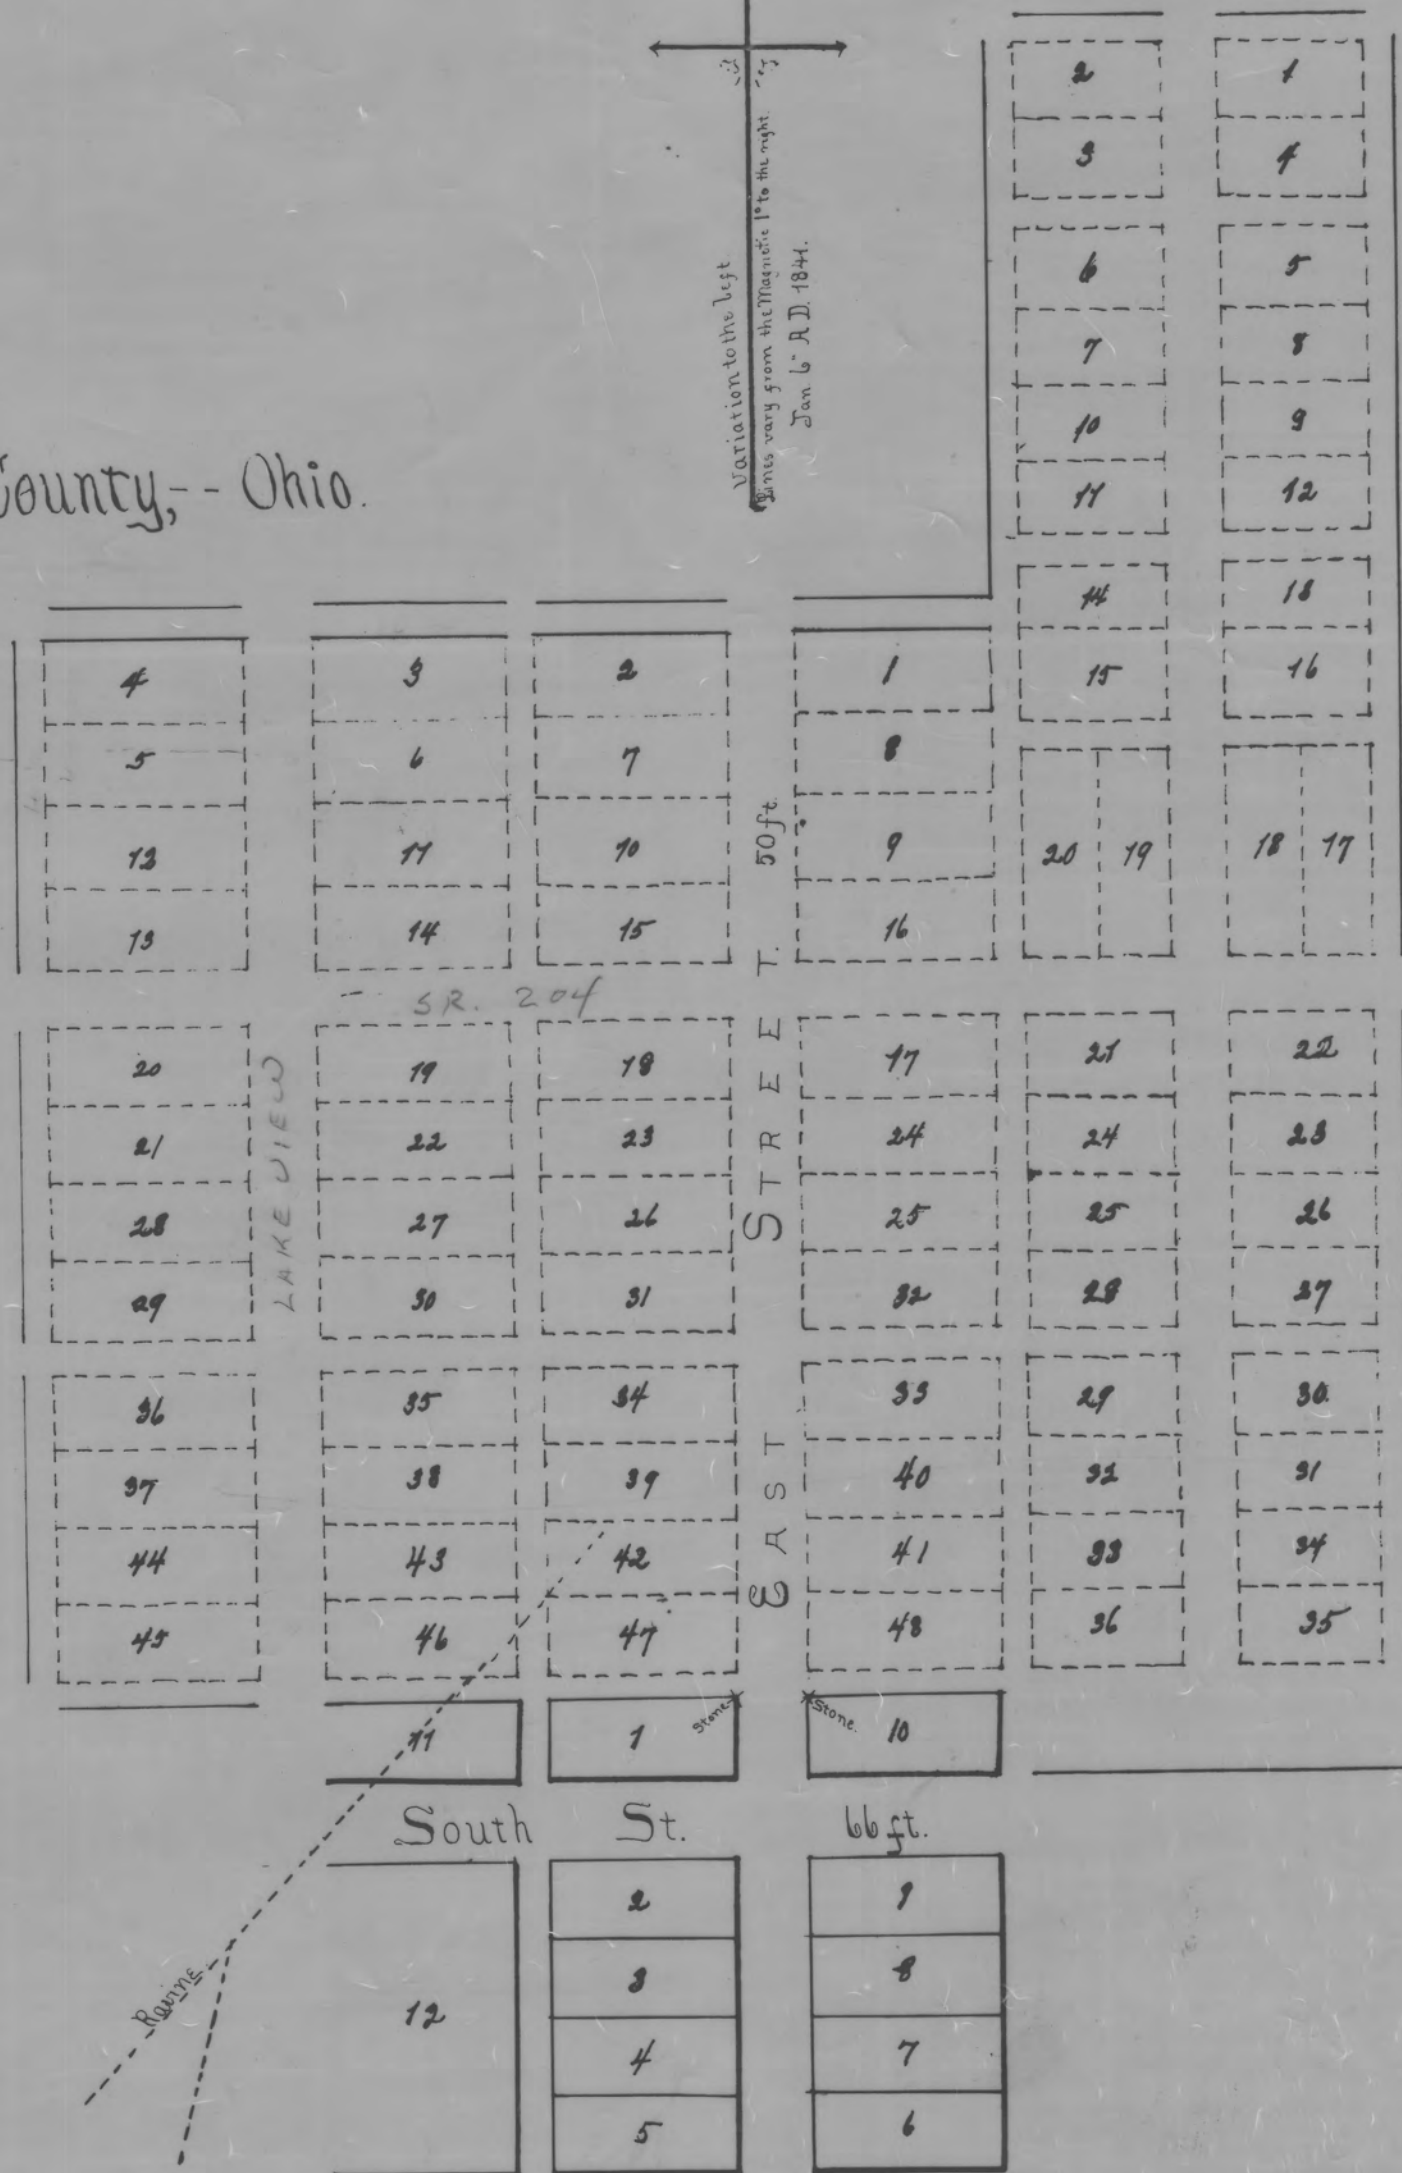 County,-- Ohio.
Variation to the left.
Lines vary from the Magnetic 1° to the right.
Jan. 6" A.D. 1841.
2 1
3 4
6 5
7 8
10 9
11 12
14 13
15 16
20 19 18 17
4 3 2 1
5 6 7 8
12 11 10 9
13 14 15 16
50 ft.
EAST STREET.
SR. 204
LAKEVIEW
20 19 18 17 21 22
21 22 23 24 24 23
28 27 26 25 25 26
29 30 31 32 28 27
36 35 34 33 29 30.
37 38 39 40 32 31
44 43 42 41 33 34
45 46 47 48 36 35
11 1 Stone. Stone. 10
South St. 66 ft.
2 9
3 8
12
4 7
5 6
Ravine